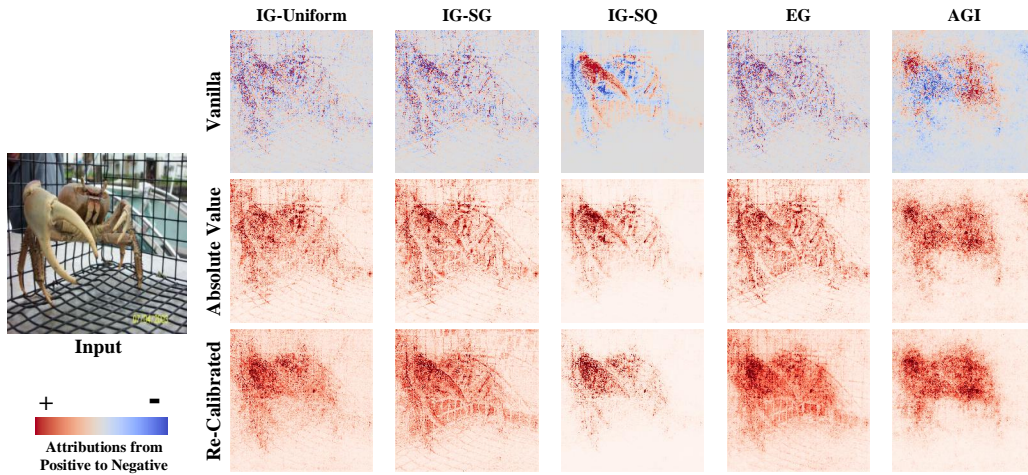 IG-Uniform IG-SG IG-SQ EG AGI
Vanilla
Absolute Value
Re-Calibrated
Input
+ -
Attributions from
Positive to Negative